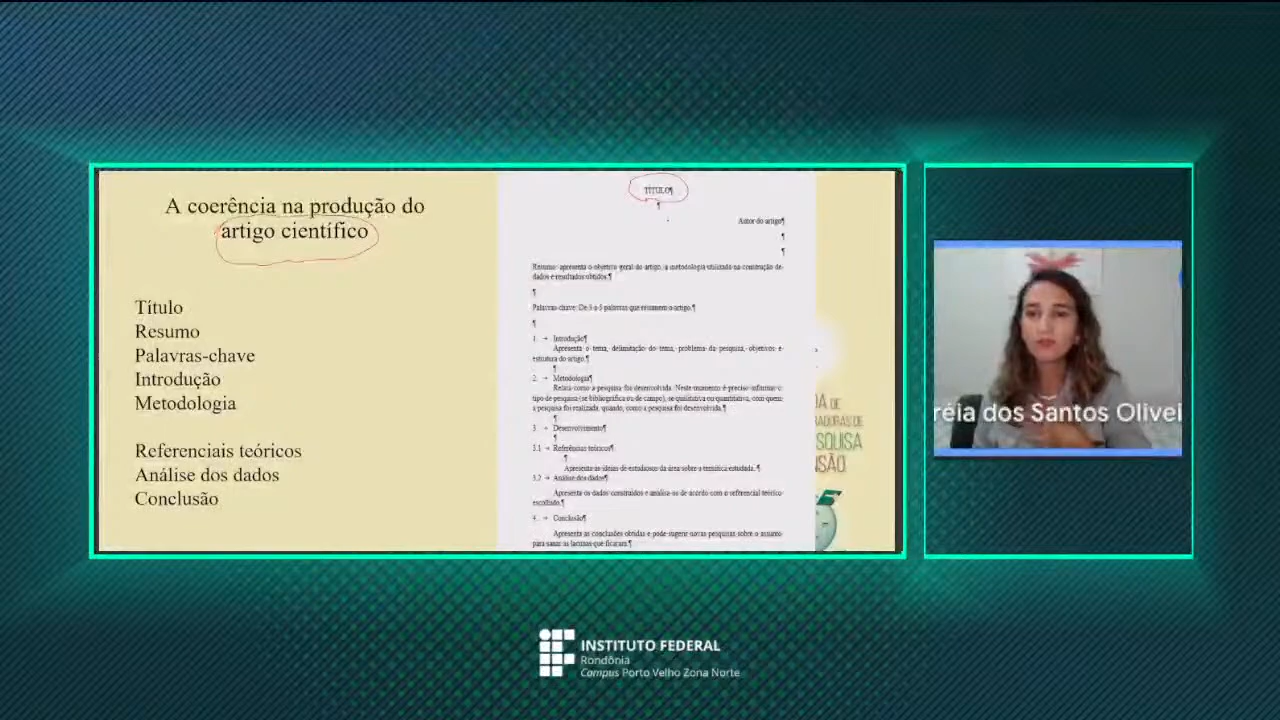 A coerência na produção do
artigo científico
Título
Resumo
Palavras-chave
Introdução
Metodologia
Referenciais teóricos
Análise dos dados
Conclusão
TÍTULO¶
¶
Autor do artigo¶
¶
¶
Resumo: apresenta o objetivo geral do artigo, a metodologia utilizada na construção de
dados e resultados obtidos.¶
¶
Palavras-chave: De 3 a 5 palavras que resumem o artigo.¶
¶
1. → Introdução¶
Apresenta o tema, delimitação do tema, problema da pesquisa, objetivos e
estrutura do artigo.¶
¶
2. → Metodologia¶
Relata como a pesquisa foi desenvolvida. Neste momento é preciso informar o
tipo de pesquisa (se bibliográfica ou de campo), se qualitativa ou quantitativa, com quem
a pesquisa foi realizada, quando, como a pesquisa foi desenvolvida.¶
¶
3 → Desenvolvimento¶
¶
3.1 → Referências teóricos¶
¶
Apresenta as ideias de estudiosos da área sobre a temática estudada. ¶
3.2 → Análise dos dados¶
Apresenta os dados construídos e analisa-os de acordo com o referencial teórico
escolhido.¶
4. → Conclusão¶
Apresenta as conclusões obtidas e pode sugerir novas pesquisas sobre o assunto
para sanar as lacunas que ficaram.¶
DA DE
RADORAS DE
SQUISA
NSÃO
réia dos Santos Olivei
INSTITUTO FEDERAL
Rondônia
Campus Porto Velho Zona Norte